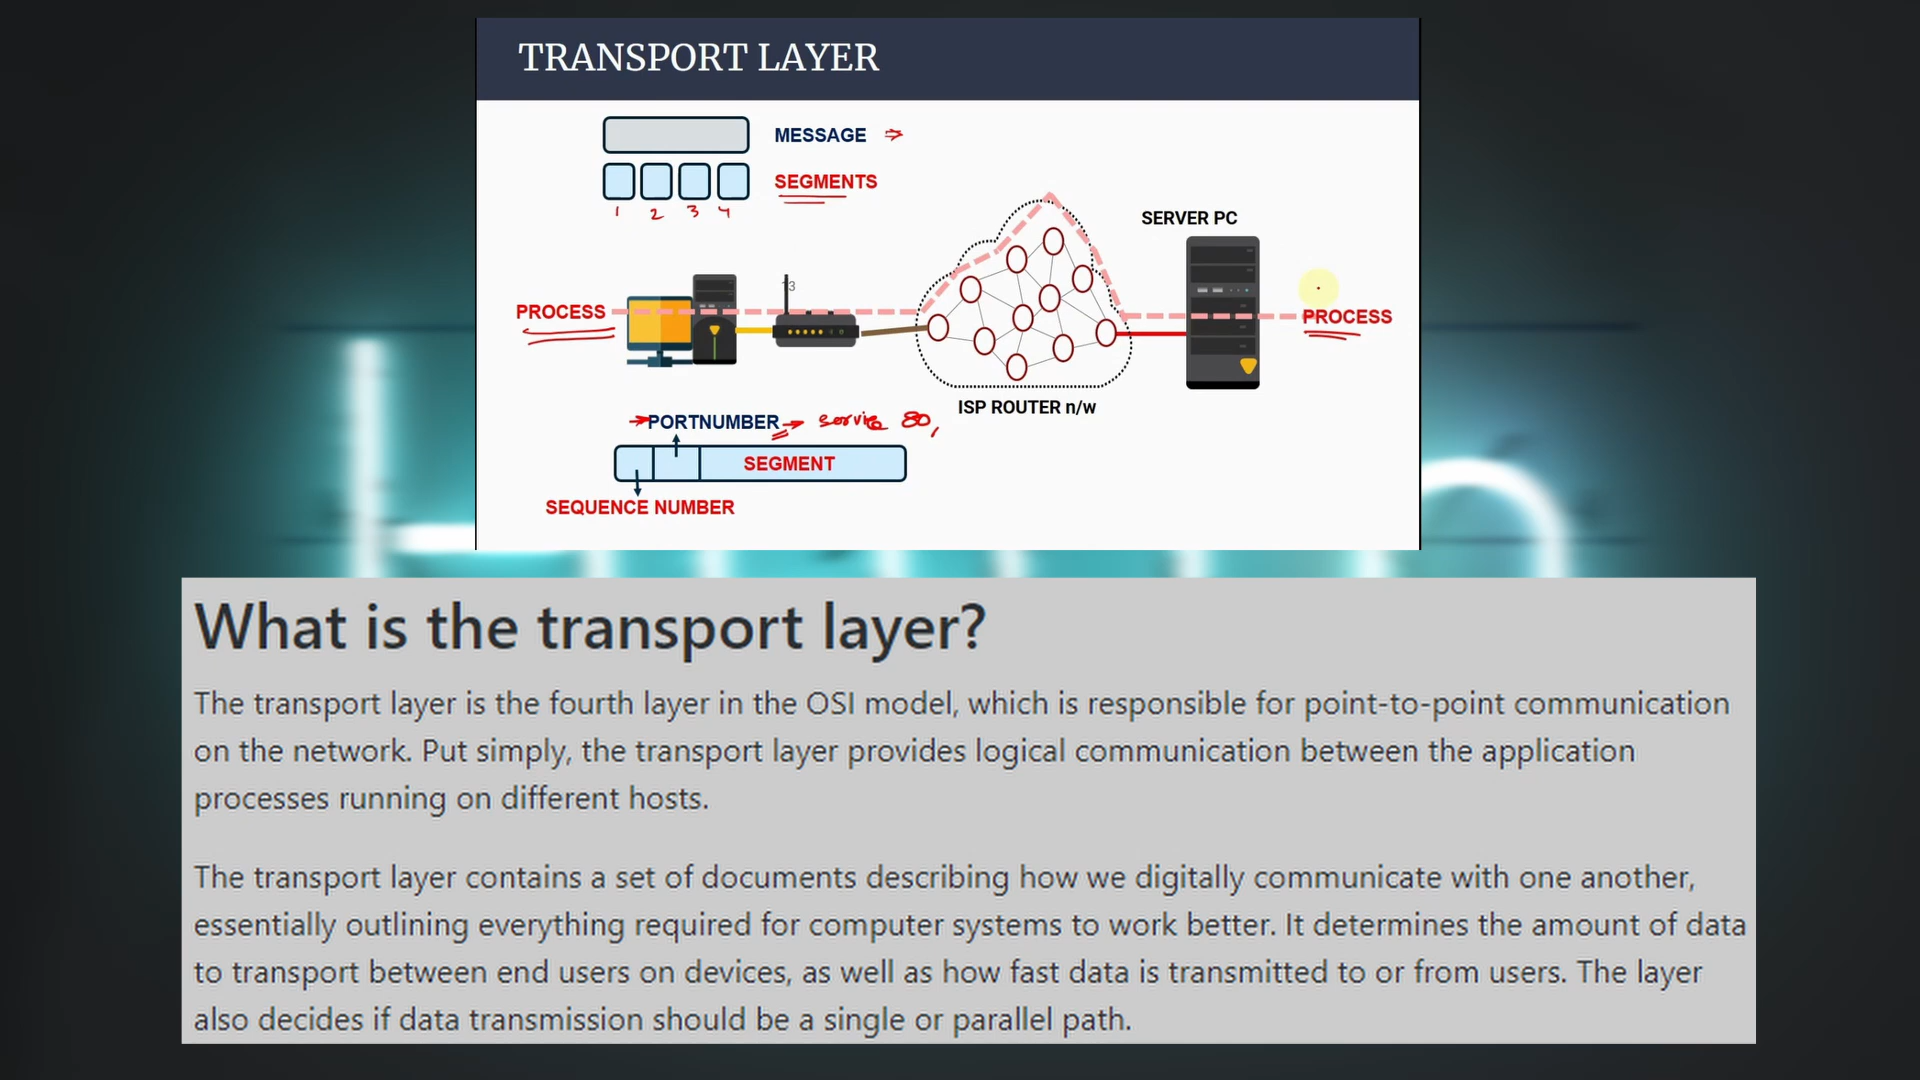 TRANSPORT LAYER
MESSAGE
SEGMENTS
1 2 3 4
SERVER PC
13
PROCESS
PROCESS
ISP ROUTER n/w
PORTNUMBER service 80,
SEGMENT
SEQUENCE NUMBER
What is the transport layer?
The transport layer is the fourth layer in the OSI model, which is responsible for point-to-point communication
on the network. Put simply, the transport layer provides logical communication between the application
processes running on different hosts.
The transport layer contains a set of documents describing how we digitally communicate with one another,
essentially outlining everything required for computer systems to work better. It determines the amount of data
to transport between end users on devices, as well as how fast data is transmitted to or from users. The layer
also decides if data transmission should be a single or parallel path.